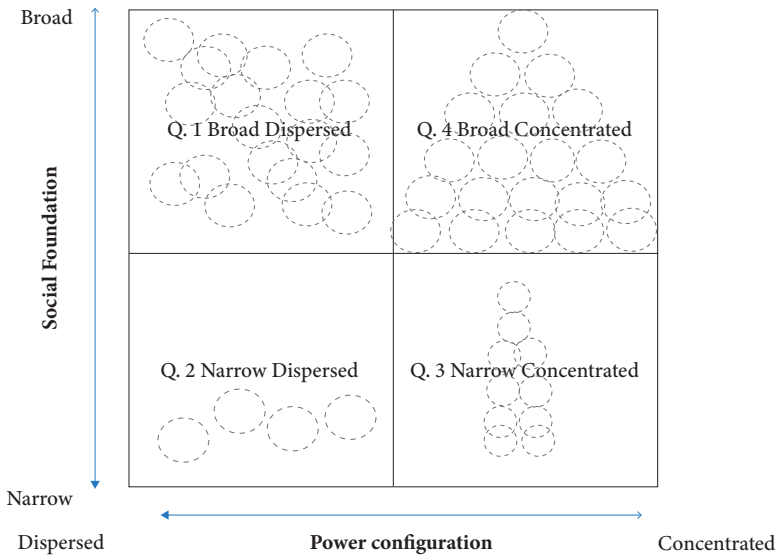 Broad
Q. 1 Broad Dispersed
Q. 4 Broad Concentrated
Social Foundation
Q. 2 Narrow Dispersed
Q. 3 Narrow Concentrated
Narrow
Dispersed
Power configuration
Concentrated